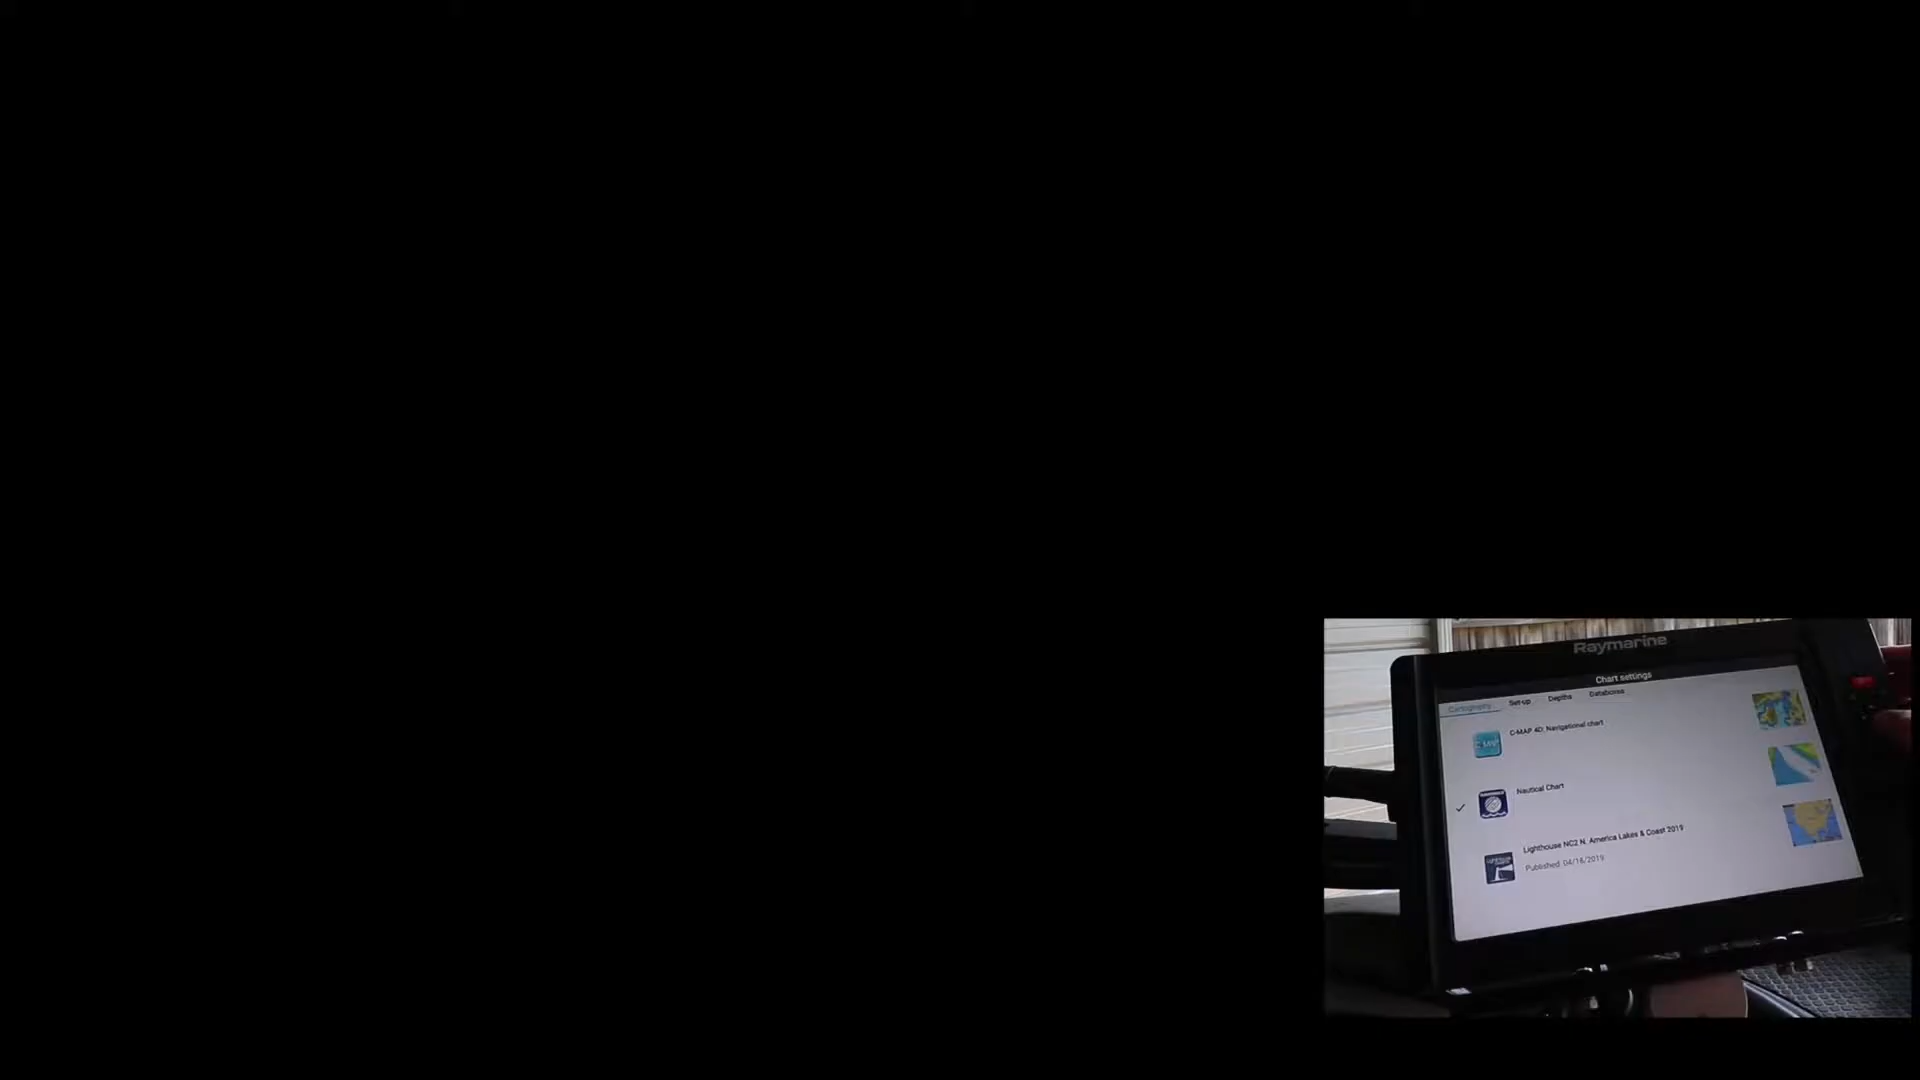 Raymarine
Chart settings
Cartography Set-up Depths Databoxes
C-MAP 4D: Navigational chart
C-MAP
Nautical Chart
Lighthouse NC2 N. America Lakes & Coast 2019
Published: 04/16/2019